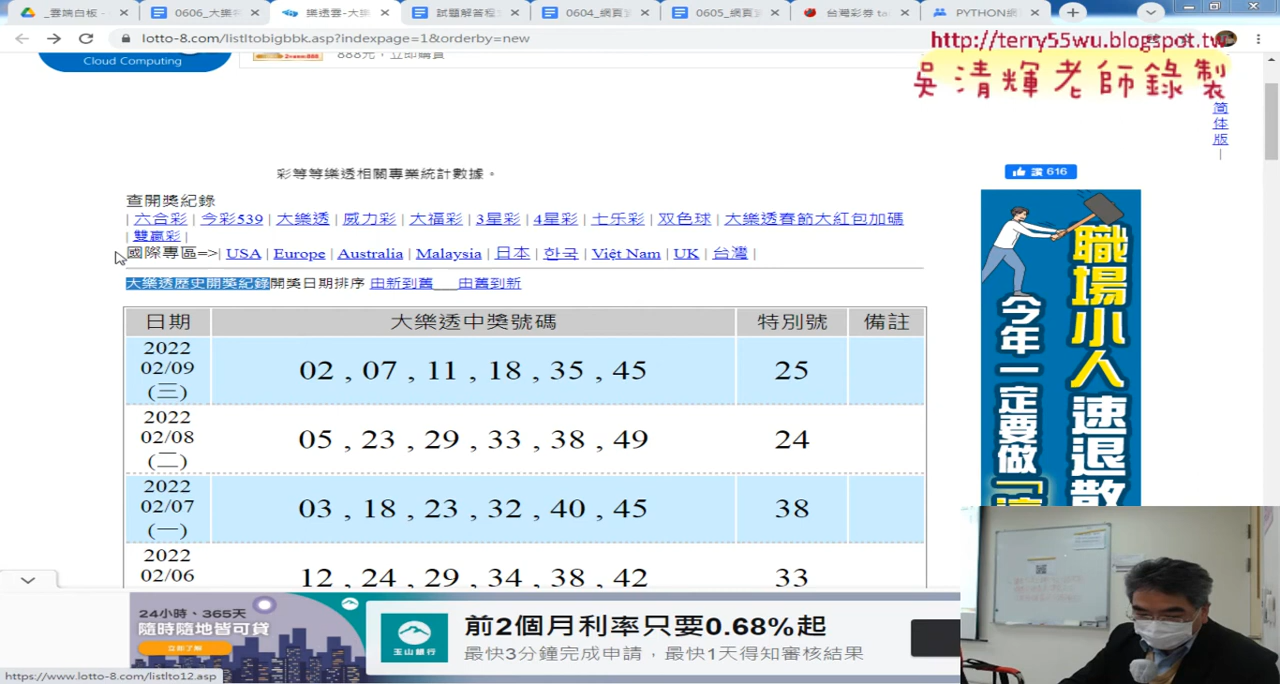 _雲端白板 -
0606_大樂
樂透雲-大
試題解答程
0604_網頁
0605_網頁
台灣彩券
PYTHON網
lotto-8.com/listltobigbbk.asp?indexpage=1&orderby=new
http://terry55wu.blogspot.tw
吳清輝老師錄製
Cloud Computing
888元，立即購買
简体版
|
彩等等樂透相關專業統計數據。
讚 616
查開獎紀錄
| 六合彩 | 今彩539 | 大樂透 | 威力彩 | 大福彩 | 3星彩 | 4星彩 | 七乐彩 | 双色球 | 大樂透春節大紅包加碼
| 雙贏彩 |
國際專區=>| USA | Europe | Australia | Malaysia | 日本 | 한국 | Việt Nam | UK | 台灣 |
大樂透歷史開獎紀錄開獎日期排序 由新到舊 由舊到新
日期 大樂透中獎號碼 特別號 備註
2022
02/09
(三)
02 , 07 , 11 , 18 , 35 , 45
25
2022
02/08
(二)
05 , 23 , 29 , 33 , 38 , 49
24
2022
02/07
(一)
03 , 18 , 23 , 32 , 40 , 45
38
2022
02/06
12 , 24 , 29 , 34 , 38 , 42
33
職場小人速退散
今年一定要做
24小時、365天
隨時隨地皆可貸
立即了解
玉山銀行
前2個月利率只要0.68%起
最快3分鐘完成申請，最快1天得知審核結果
https://www.lotto-8.com/listlto12.asp